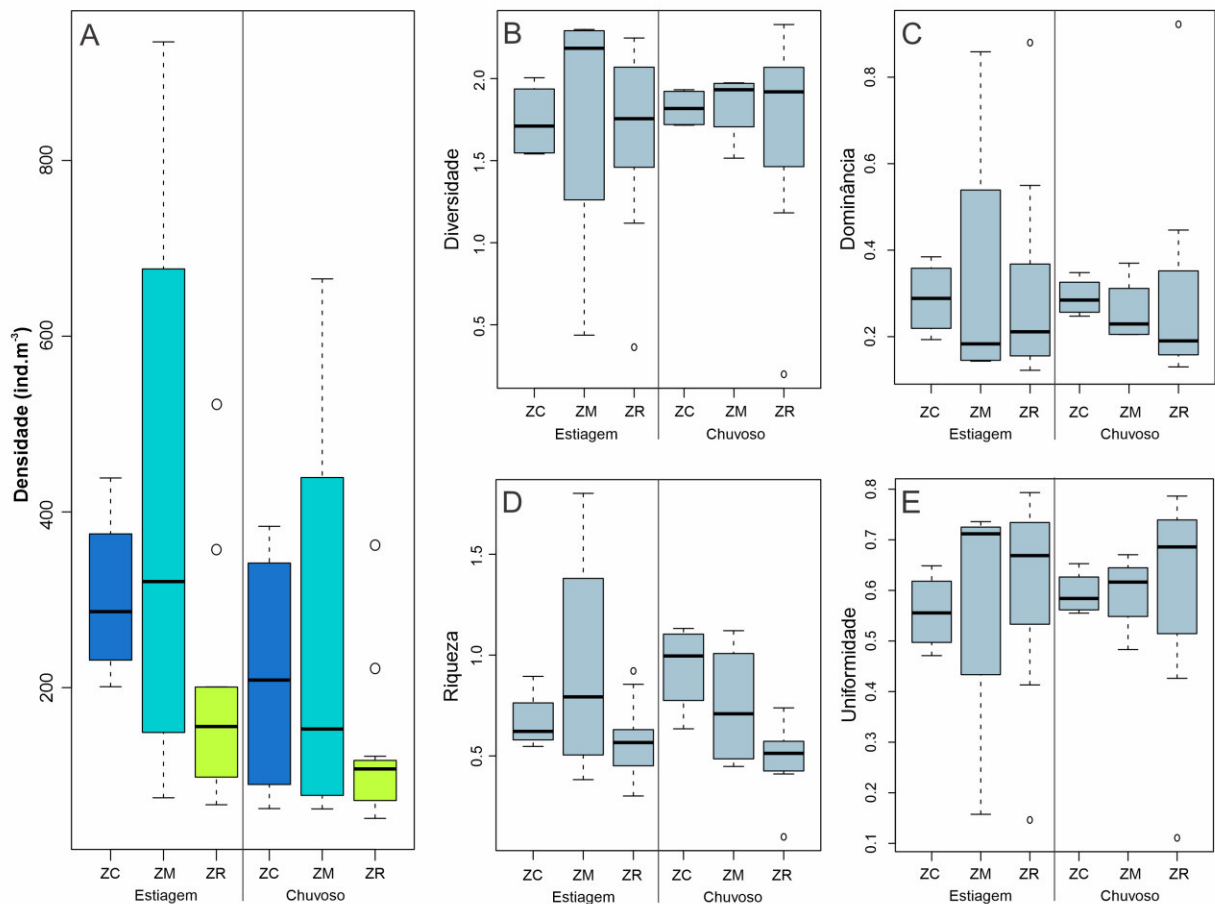 A
Densidade (ind.m-³)
800
600
400
200
ZC ZM ZR ZC ZM ZR
Estiagem Chuvoso
B
Diversidade
2.0
1.5
1.0
0.5
ZC ZM ZR ZC ZM ZR
Estiagem Chuvoso
C
Dominância
0.8
0.6
0.4
0.2
ZC ZM ZR ZC ZM ZR
Estiagem Chuvoso
D
Riqueza
1.5
1.0
0.5
ZC ZM ZR ZC ZM ZR
Estiagem Chuvoso
E
Uniformidade
0.8
0.7
0.6
0.5
0.4
0.3
0.2
0.1
ZC ZM ZR ZC ZM ZR
Estiagem Chuvoso